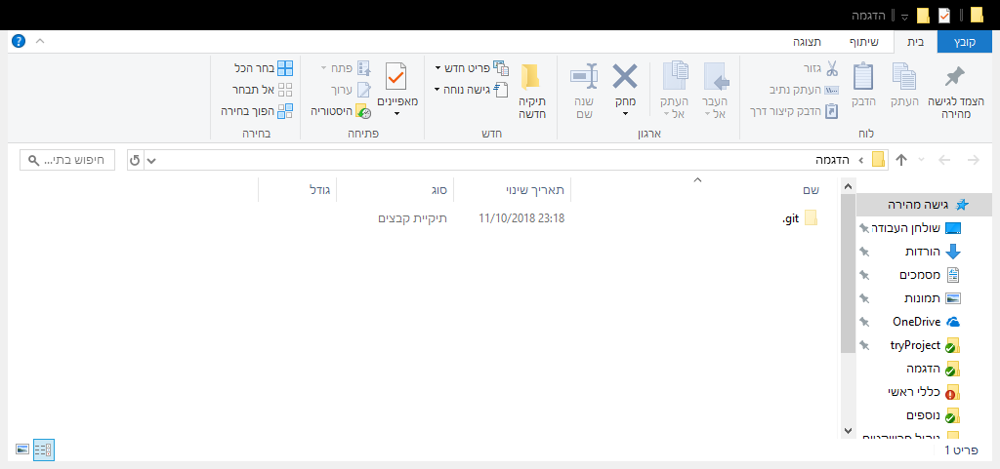 הדגמה
קובץ
בית
שיתוף
תצוגה
הצמד לגישה
מהירה
העתק
הדבק
גזור
העתק נתיב
הדבק קיצור דרך
לוח
העבר
אל
העתק
אל
מחק
שנה
שם
ארגון
תיקיה
חדשה
פריט חדש
גישה נוחה
חדש
מאפיינים
פתח
ערוך
היסטוריה
פתיחה
בחר הכל
אל תבחר
הפוך בחירה
בחירה
הדגמה
חיפוש בתי...
גישה מהירה
שולחן העבודה
הורדות
מסמכים
תמונות
OneDrive
tryProject
הדגמה
כללי ראשי
נוספים
ניהול פרוייקטים
שם
תאריך שינוי
סוג
גודל
.git
11/10/2018 23:18
תיקיית קבצים
פריט 1